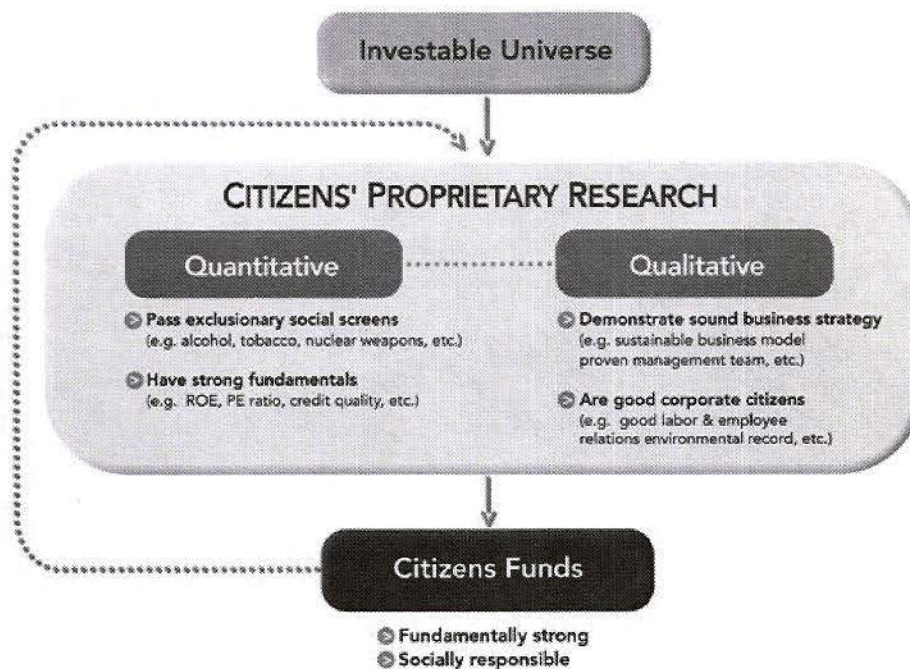 Investable Universe
CITIZENS' PROPRIETARY RESEARCH
Quantitative
Pass exclusionary social screens
(e.g. alcohol, tobacco, nuclear weapons, etc.)
Have strong fundamentals
(e.g. ROE, PE ratio, credit quality, etc.)
Qualitative
Demonstrate sound business strategy
(e.g. sustainable business model
proven management team, etc.)
Are good corporate citizens
(e.g. good labor & employee
relations environmental record, etc.)
Citizens Funds
Fundamentally strong
Socially responsible